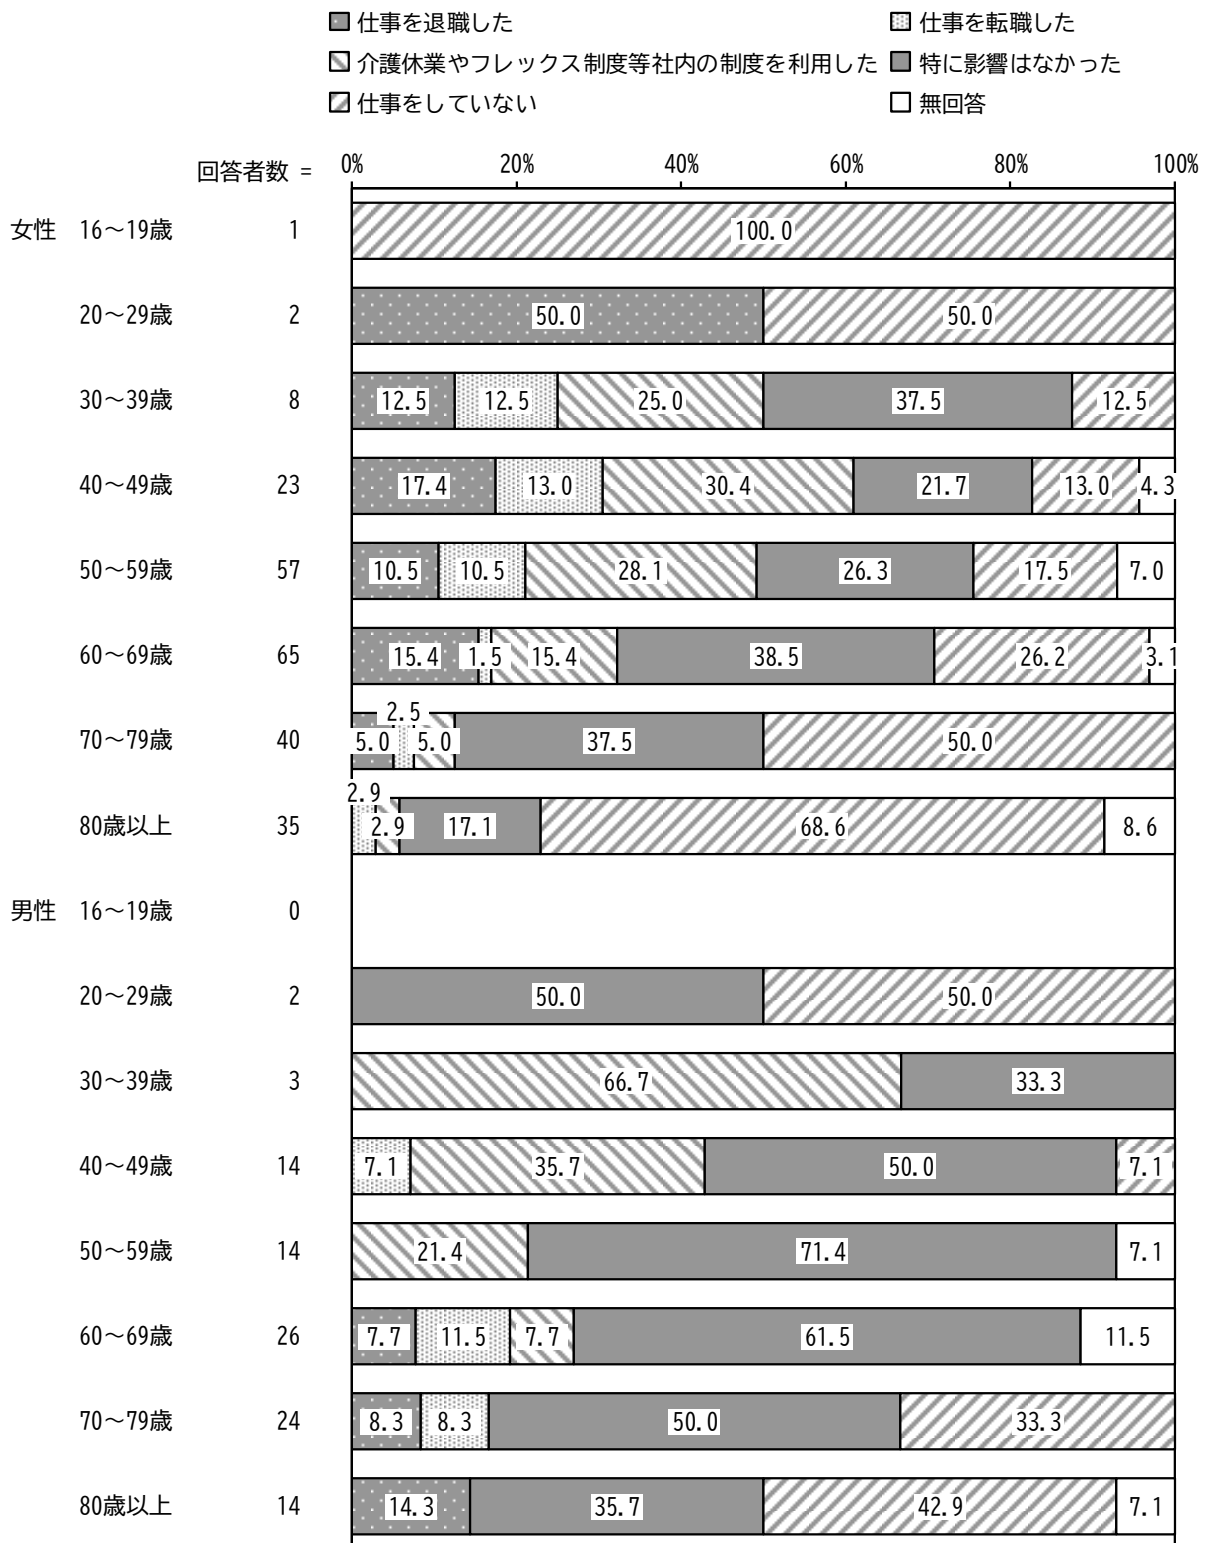 仕事を退職した 仕事を転職した
介護休業やフレックス制度等社内の制度を利用した 特に影響はなかった
仕事をしていない 無回答
回答者数 = 0% 20% 40% 60% 80% 100%
女性 16～19歳 1 100.0
20～29歳 2 50.0 50.0
30～39歳 8 12.5 12.5 25.0 37.5 12.5
40～49歳 23 17.4 13.0 30.4 21.7 13.0 4.3
50～59歳 57 10.5 10.5 28.1 26.3 17.5 7.0
60～69歳 65 15.4 1.5 15.4 38.5 26.2 3.1
70～79歳 40 5.0 2.5 5.0 37.5 50.0
80歳以上 35 2.9 2.9 17.1 68.6 8.6
男性 16～19歳 0
20～29歳 2 50.0 50.0
30～39歳 3 66.7 33.3
40～49歳 14 7.1 35.7 50.0 7.1
50～59歳 14 21.4 71.4 7.1
60～69歳 26 7.7 11.5 7.7 61.5 11.5
70～79歳 24 8.3 8.3 50.0 33.3
80歳以上 14 14.3 35.7 42.9 7.1